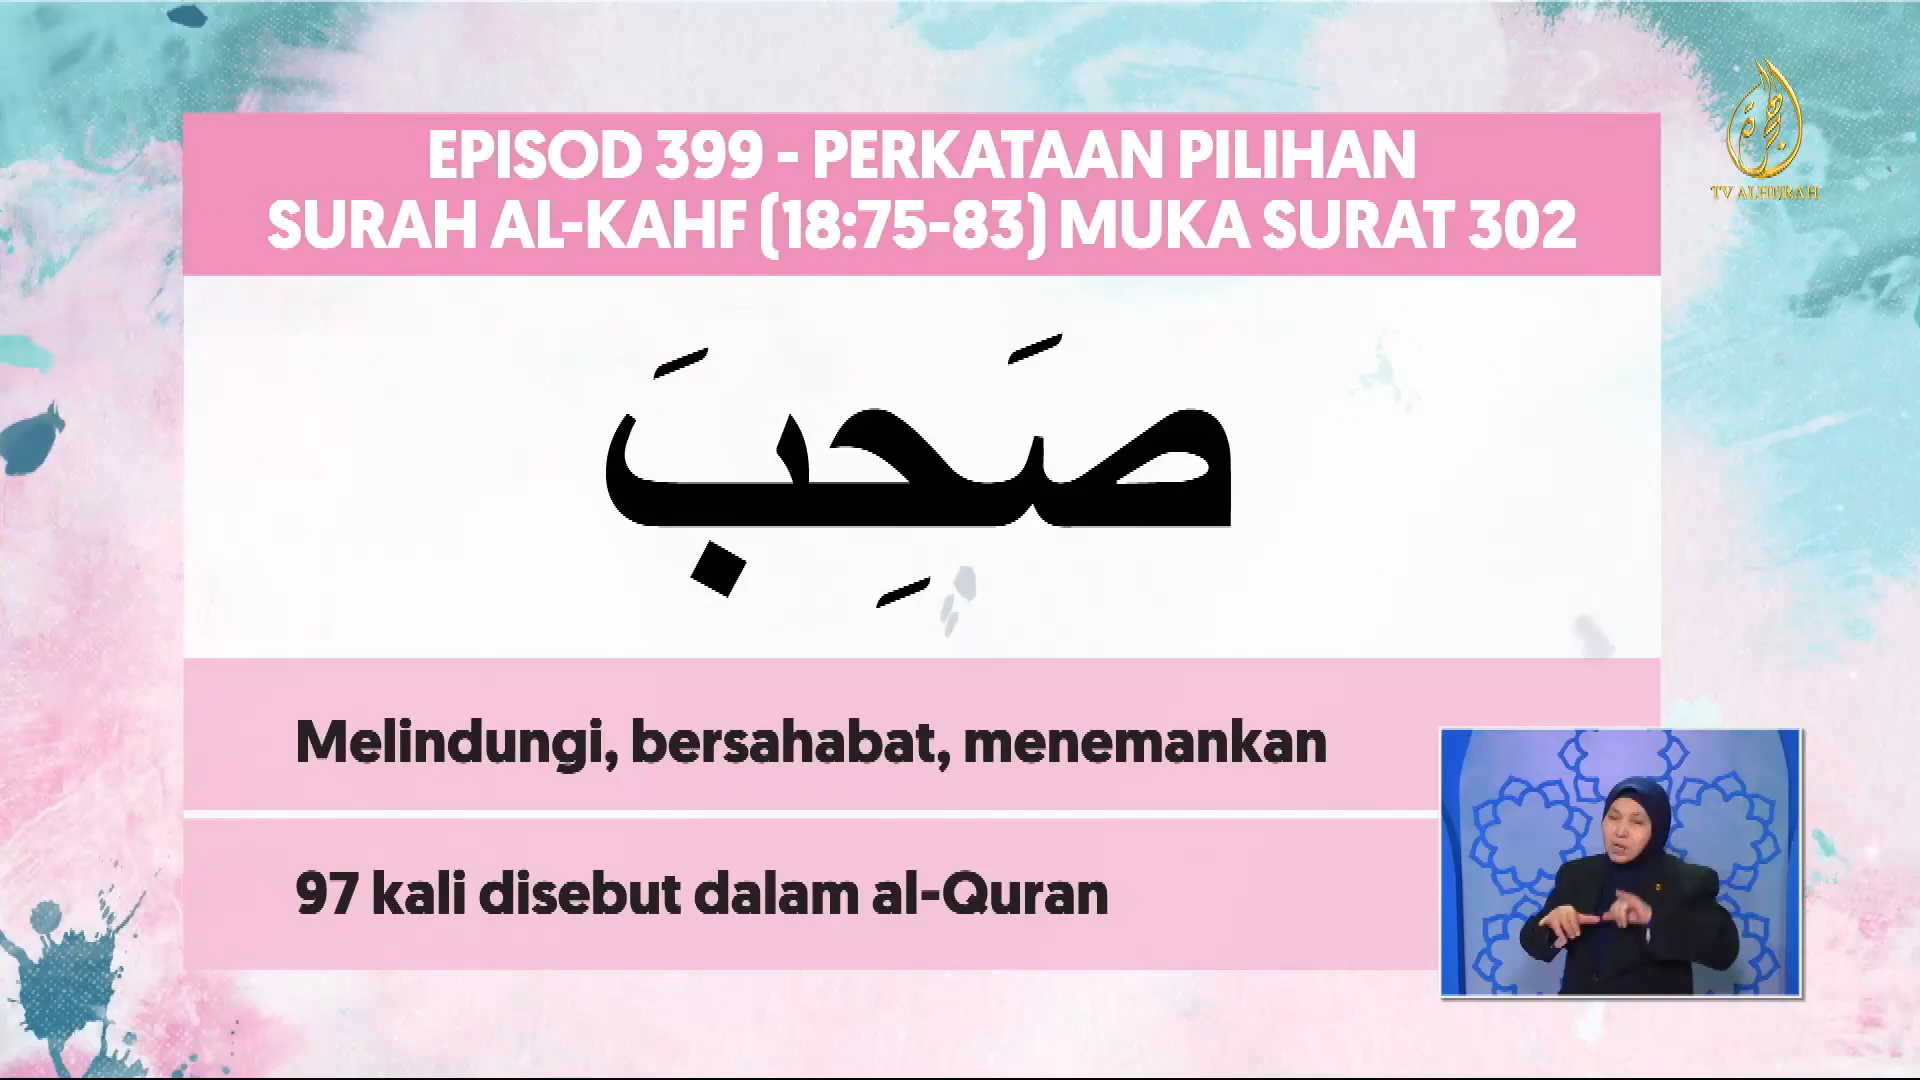 EPISOD 399 - PERKATAAN PILIHAN
SURAH AL-KAHF (18:75-83) MUKA SURAT 302
صَحِبَ
Melindungi, bersahabat, menemankan
97 kali disebut dalam al-Quran
هجرة
TV ALHIJRAH